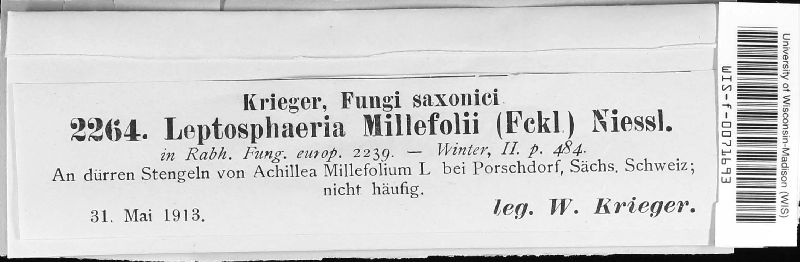 Krieger, Fungi saxonici
2264. Leptosphaeria Millefolii (Fckl.) Niessl.
in Rabh. Fung. europ. 2239. — Winter, II. p. 484.
An dürren Stengeln von Achillea Millefolium L bei Porschdorf, Sächs. Schweiz;
nicht häufig.
31. Mai 1913.
leg. W. Krieger.
University of Wisconsin-Madison (WIS)
WIS-f-0071693